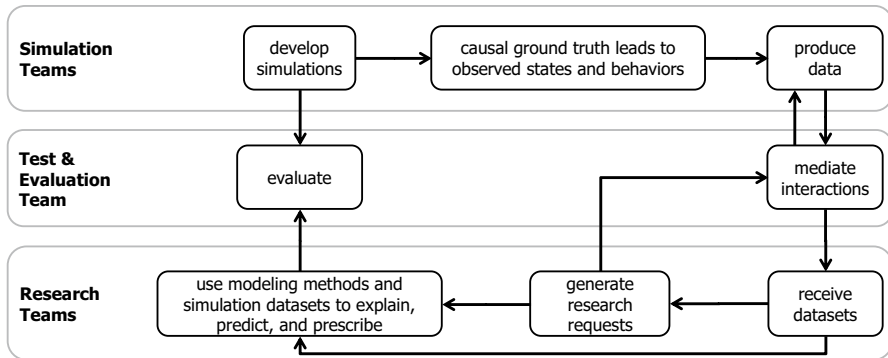 Simulation
Teams
develop
simulations
causal ground truth leads to
observed states and behaviors
produce
data
Test &
Evaluation
Team
evaluate
mediate
interactions
Research
Teams
use modeling methods and
simulation datasets to explain,
predict, and prescribe
generate
research
requests
receive
datasets